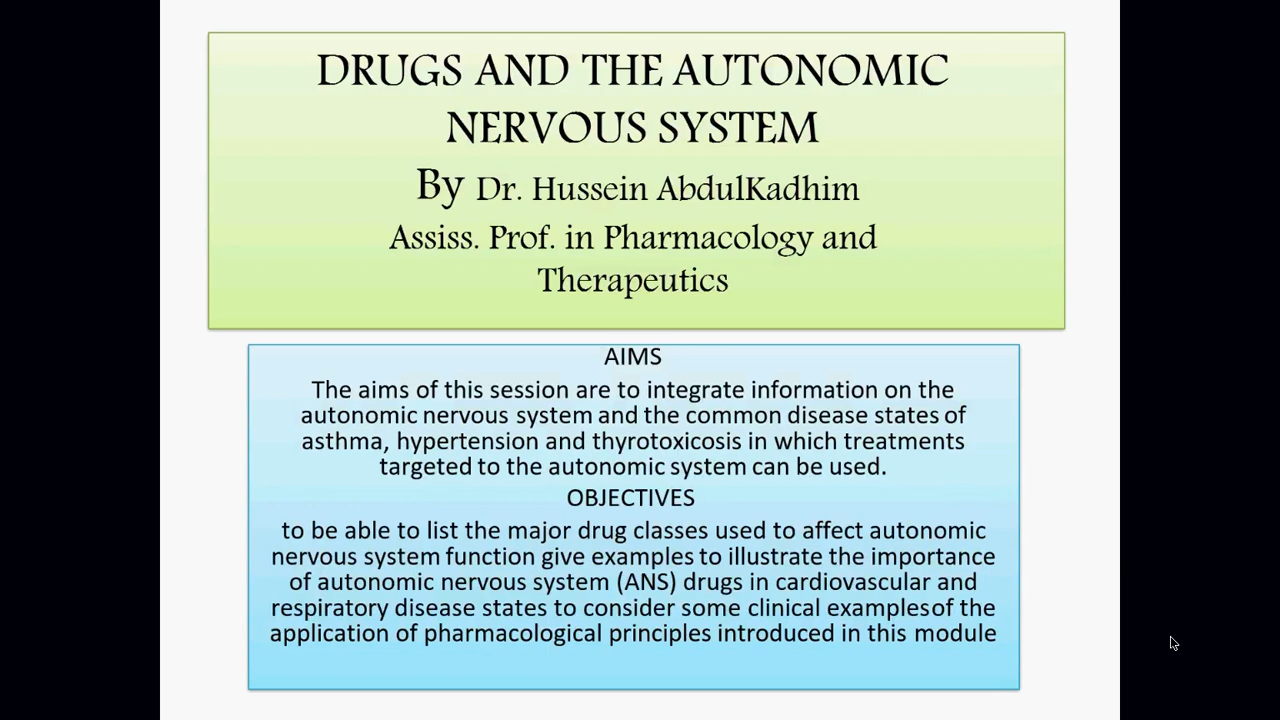 DRUGS AND THE AUTONOMIC
NERVOUS SYSTEM
By Dr. Hussein AbdulKadhim
Assiss. Prof. in Pharmacology and
Therapeutics
AIMS
The aims of this session are to integrate information on the
autonomic nervous system and the common disease states of
asthma, hypertension and thyrotoxicosis in which treatments
targeted to the autonomic system can be used.
OBJECTIVES
to be able to list the major drug classes used to affect autonomic
nervous system function give examples to illustrate the importance
of autonomic nervous system (ANS) drugs in cardiovascular and
respiratory disease states to consider some clinical examples of the
application of pharmacological principles introduced in this module